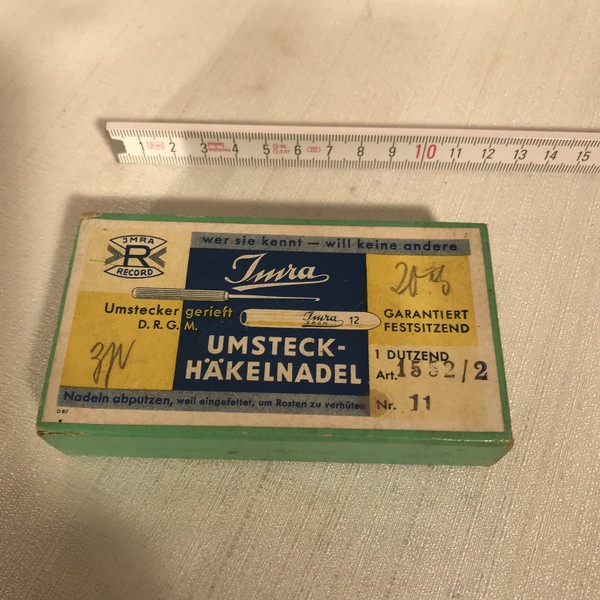 1 2 3 4 5 6 7 8 9 10 11 12 13 14 15
wer sie kennt — will keine andere
IMRA
R
RECORD
Imra
Umstecker gerieft
D. R. G. M.
Imra 12
GARANTIERT
FESTSITZEND
UMSTECK-
HÄKELNADEL
1 DUTZEND
Art. 1532/2
Nr. 11
Nadeln abputzen, weil eingefettet, um Rosten zu verhüten